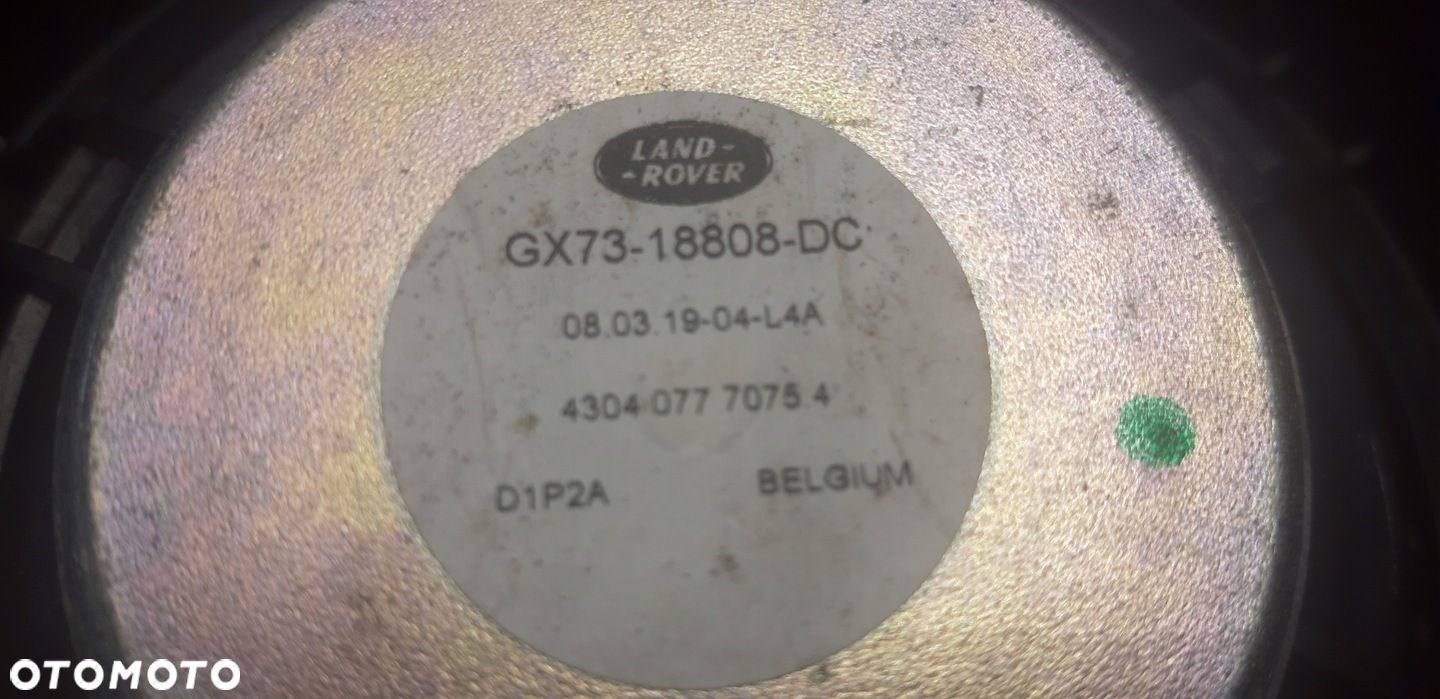 LAND-
-ROVER
GX73-18808-DC
08.03.19-04-L4A
4304 077 7075.4
D1P2A BELGIUM
OTOMOTO